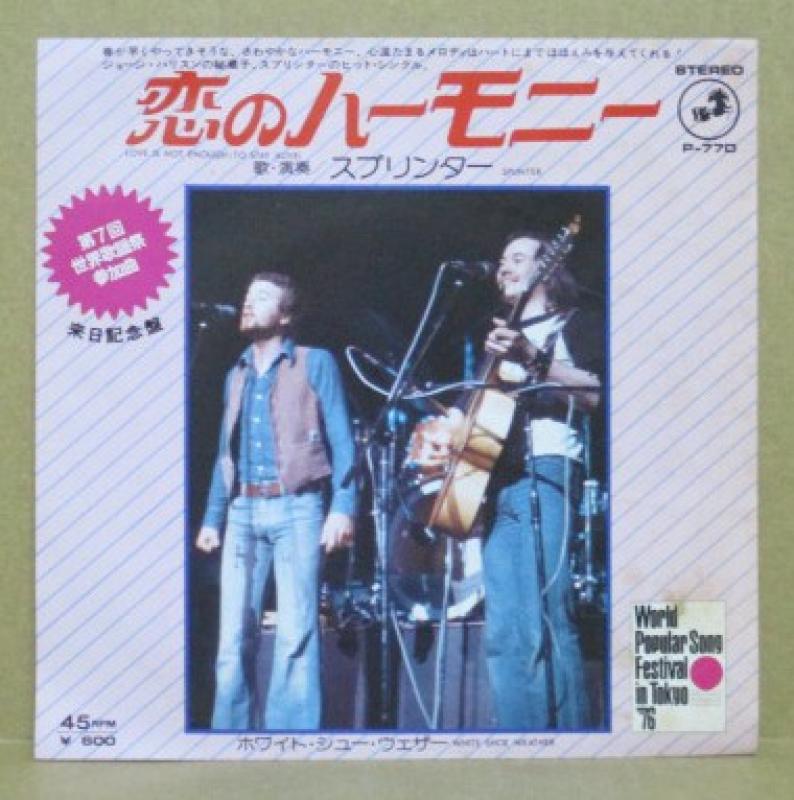 春が早くやってきそうな、さわやかなハーモニー。心温たまるメロディはハートにまでほほえみを与えてくれる!
ジョージ・ハリスンの秘蔵子、スプリンターのヒット・シングル。
STEREO
恋のハーモニー
P-770
LOVE IS NOT ENOUGH
歌・演奏 スプリンター SPLINTER
第7回
世界歌謡祭
参加曲
来日記念盤
World
Popular Song
Festival
in Tokyo
'76
45RPM
¥ 600
ホワイト・シュー・ウェザー WHITE SHOE WEATHER